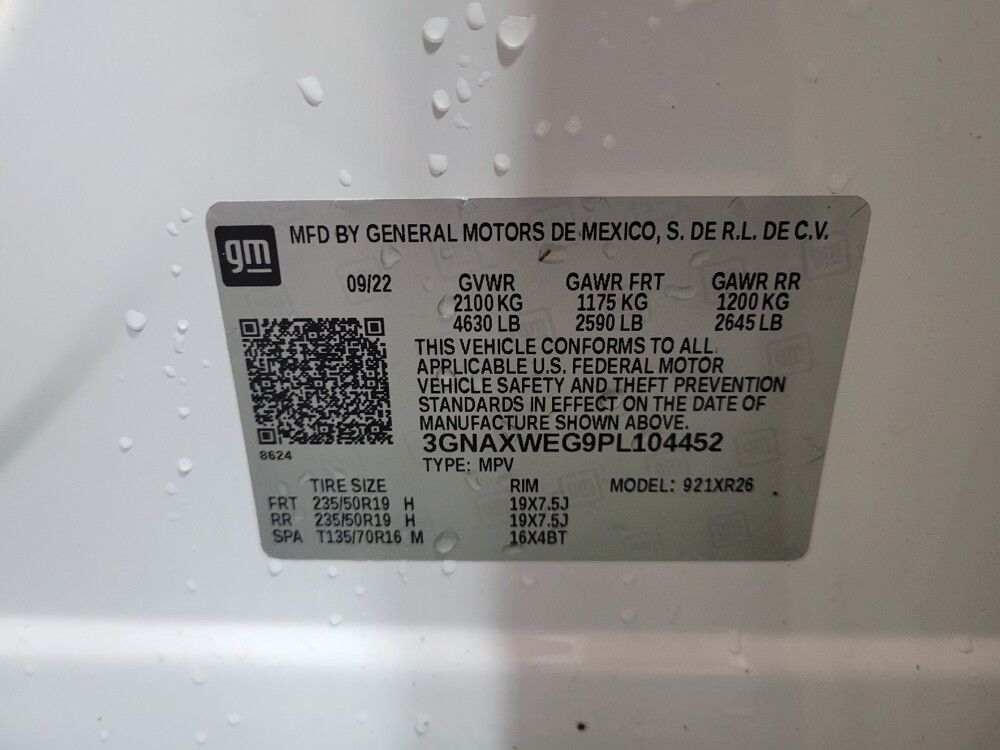 gm
MFD BY GENERAL MOTORS DE MEXICO, S. DE R.L. DE C.V.
09/22 GVWR GAWR FRT GAWR RR
2100 KG 1175 KG 1200 KG
4630 LB 2590 LB 2645 LB
THIS VEHICLE CONFORMS TO ALL
APPLICABLE U.S. FEDERAL MOTOR
VEHICLE SAFETY AND THEFT PREVENTION
STANDARDS IN EFFECT ON THE DATE OF
MANUFACTURE SHOWN ABOVE.
3GNAXWEG9PL104452
8624
TYPE: MPV
TIRE SIZE RIM MODEL: 921XR26
FRT 235/50R19 H 19X7.5J
RR 235/50R19 H 19X7.5J
SPA T135/70R16 M 16X4BT